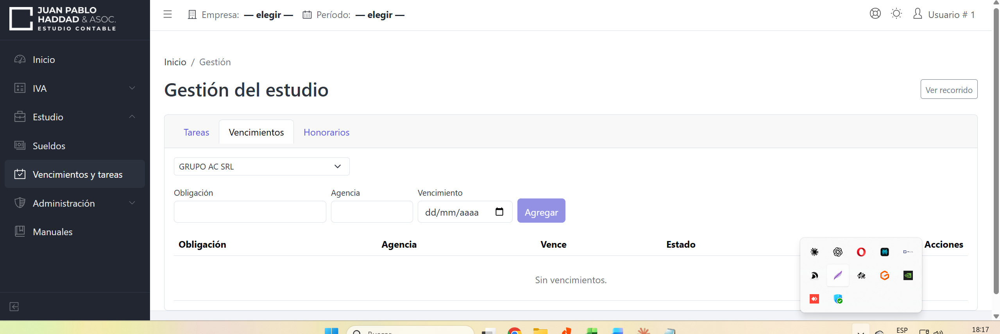 JUAN PABLO
HADDAD & ASOC.
ESTUDIO CONTABLE
Empresa: — elegir — Período: — elegir —
Usuario # 1
Inicio
IVA
Estudio
Sueldos
Vencimientos y tareas
Administración
Manuales
Inicio / Gestión
Gestión del estudio
Ver recorrido
Tareas Vencimientos Honorarios
GRUPO AC SRL
Obligación Agencia Vencimiento
dd/mm/aaaa Agregar
Obligación Agencia Vence Estado Acciones
Sin vencimientos.
Buscar
ESP
18:17